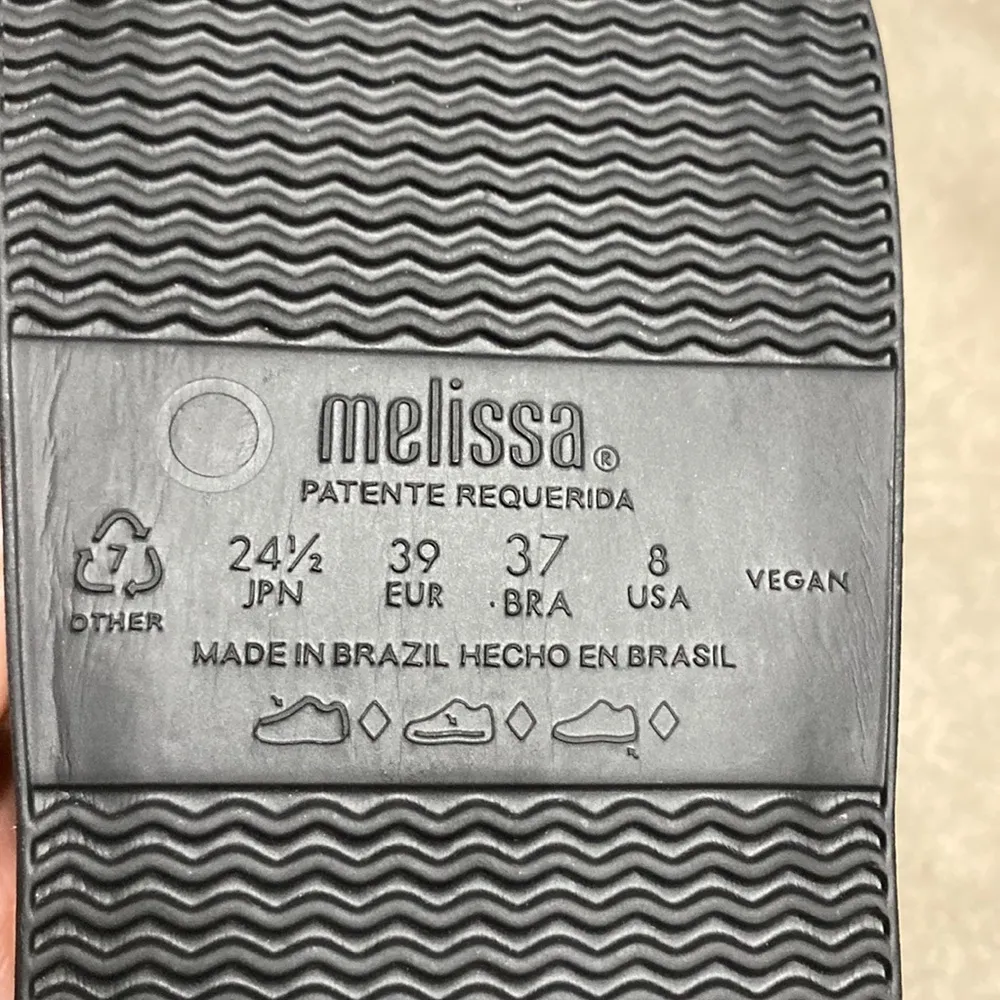 melissa®
PATENTE REQUERIDA
7 24½ 39 37 8 VEGAN
OTHER JPN EUR .BRA USA
MADE IN BRAZIL HECHO EN BRASIL